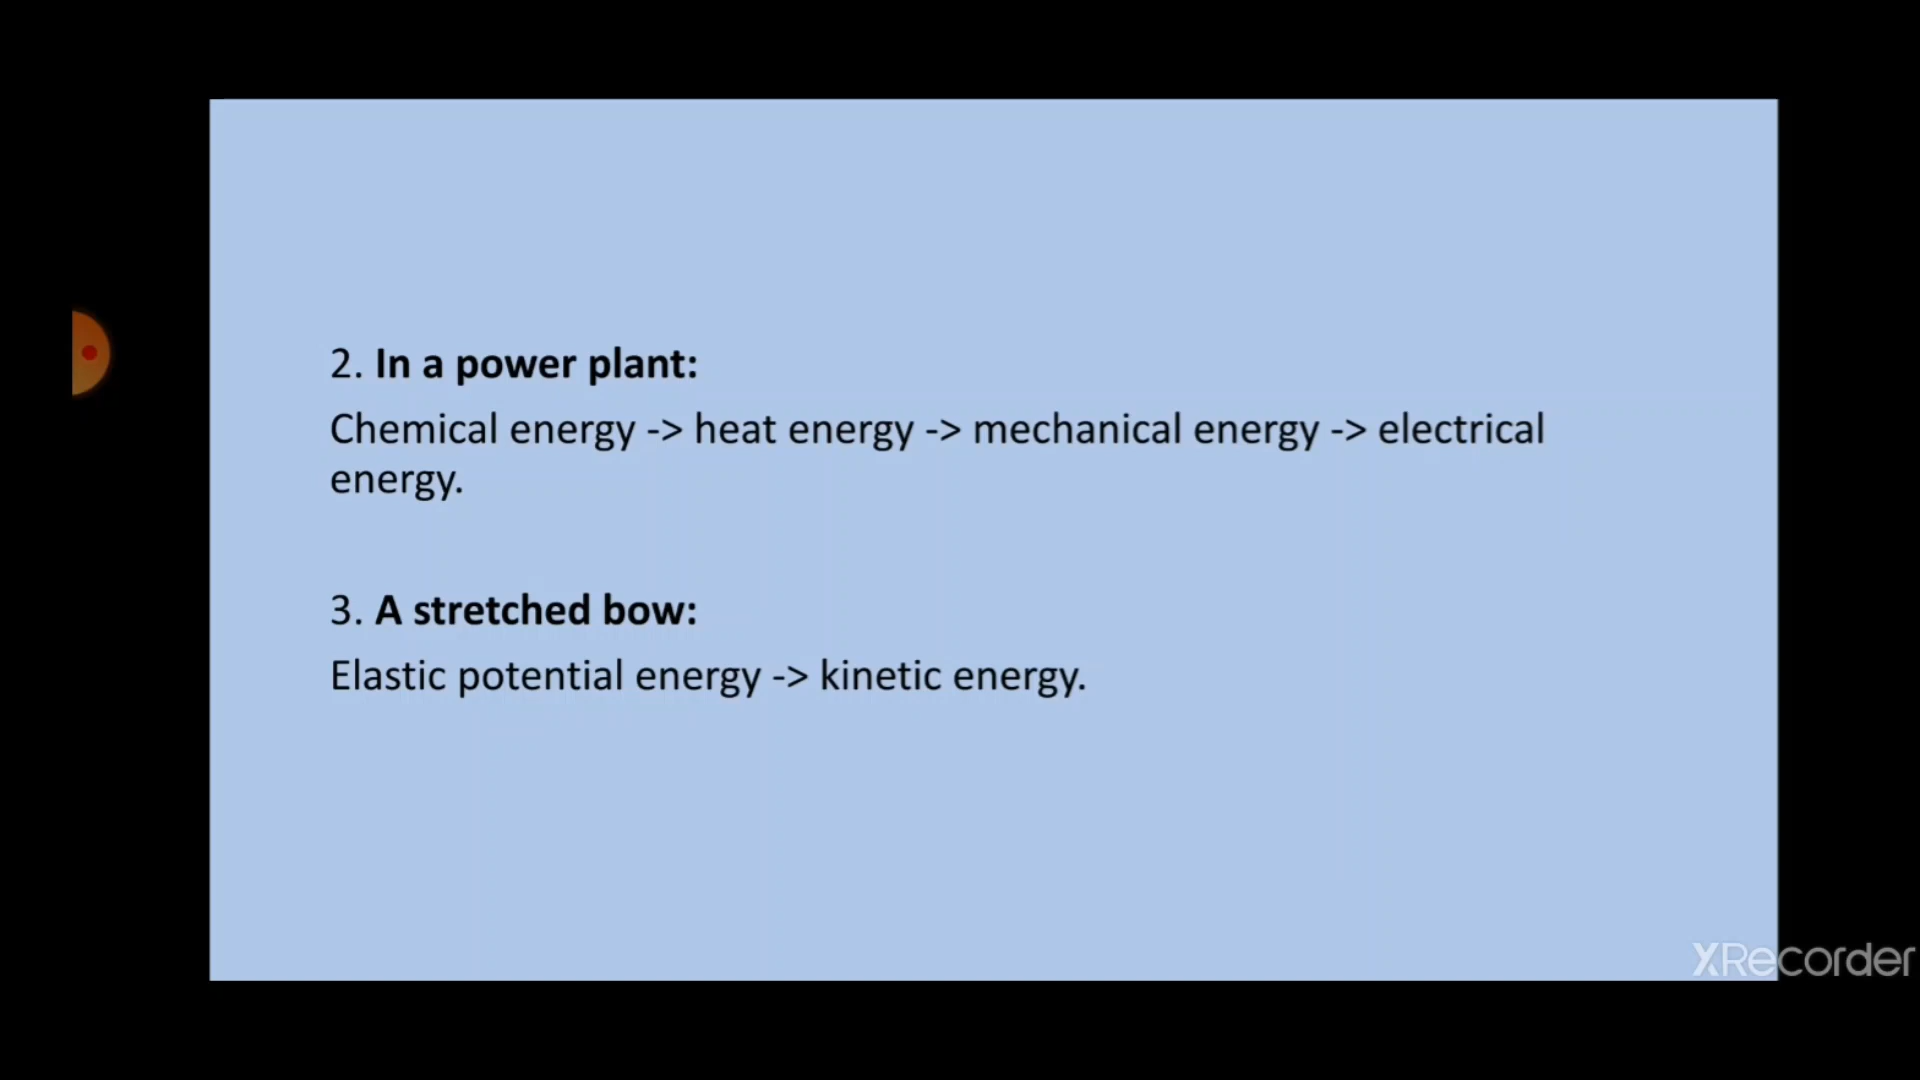 2. In a power plant:
Chemical energy -> heat energy -> mechanical energy -> electrical
energy.
3. A stretched bow:
Elastic potential energy -> kinetic energy.
XRecorder